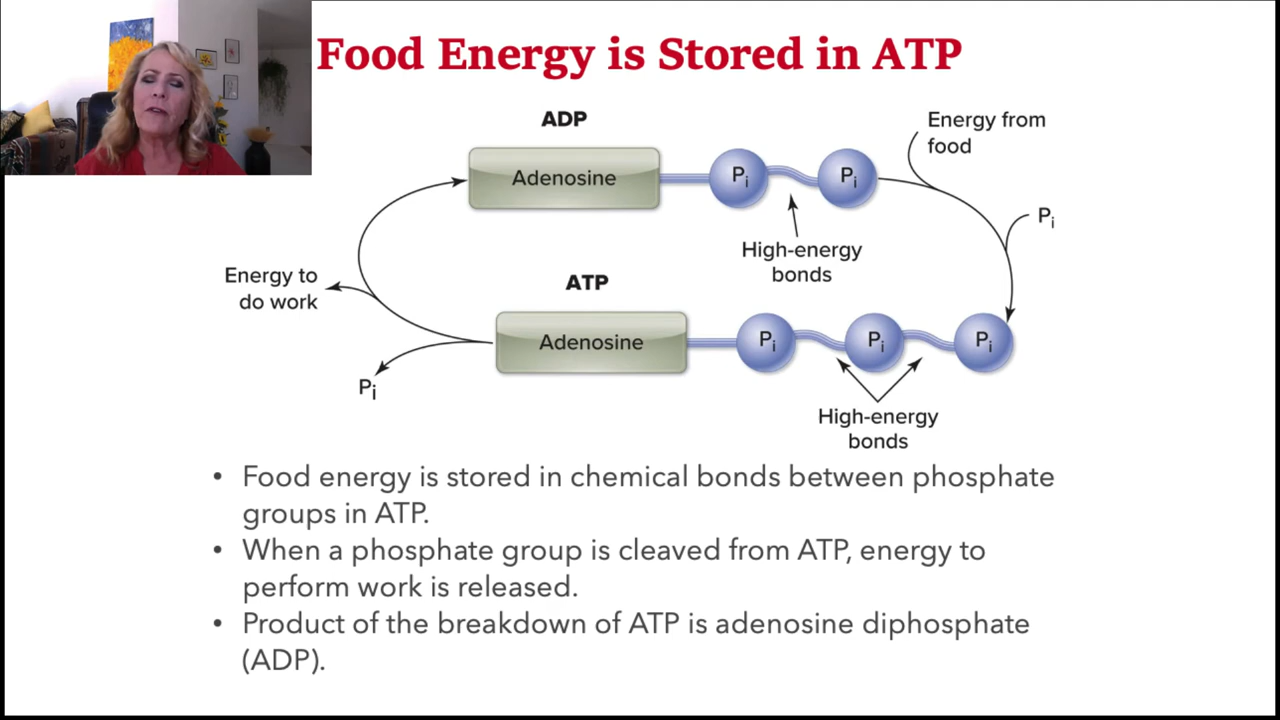 Food Energy is Stored in ATP
ADP
Energy from
food
Adenosine
Pi
Pi
Pi
High-energy
bonds
Energy to
do work
ATP
Adenosine
Pi
Pi
Pi
Pi
High-energy
bonds
• Food energy is stored in chemical bonds between phosphate
groups in ATP.
• When a phosphate group is cleaved from ATP, energy to
perform work is released.
• Product of the breakdown of ATP is adenosine diphosphate
(ADP).